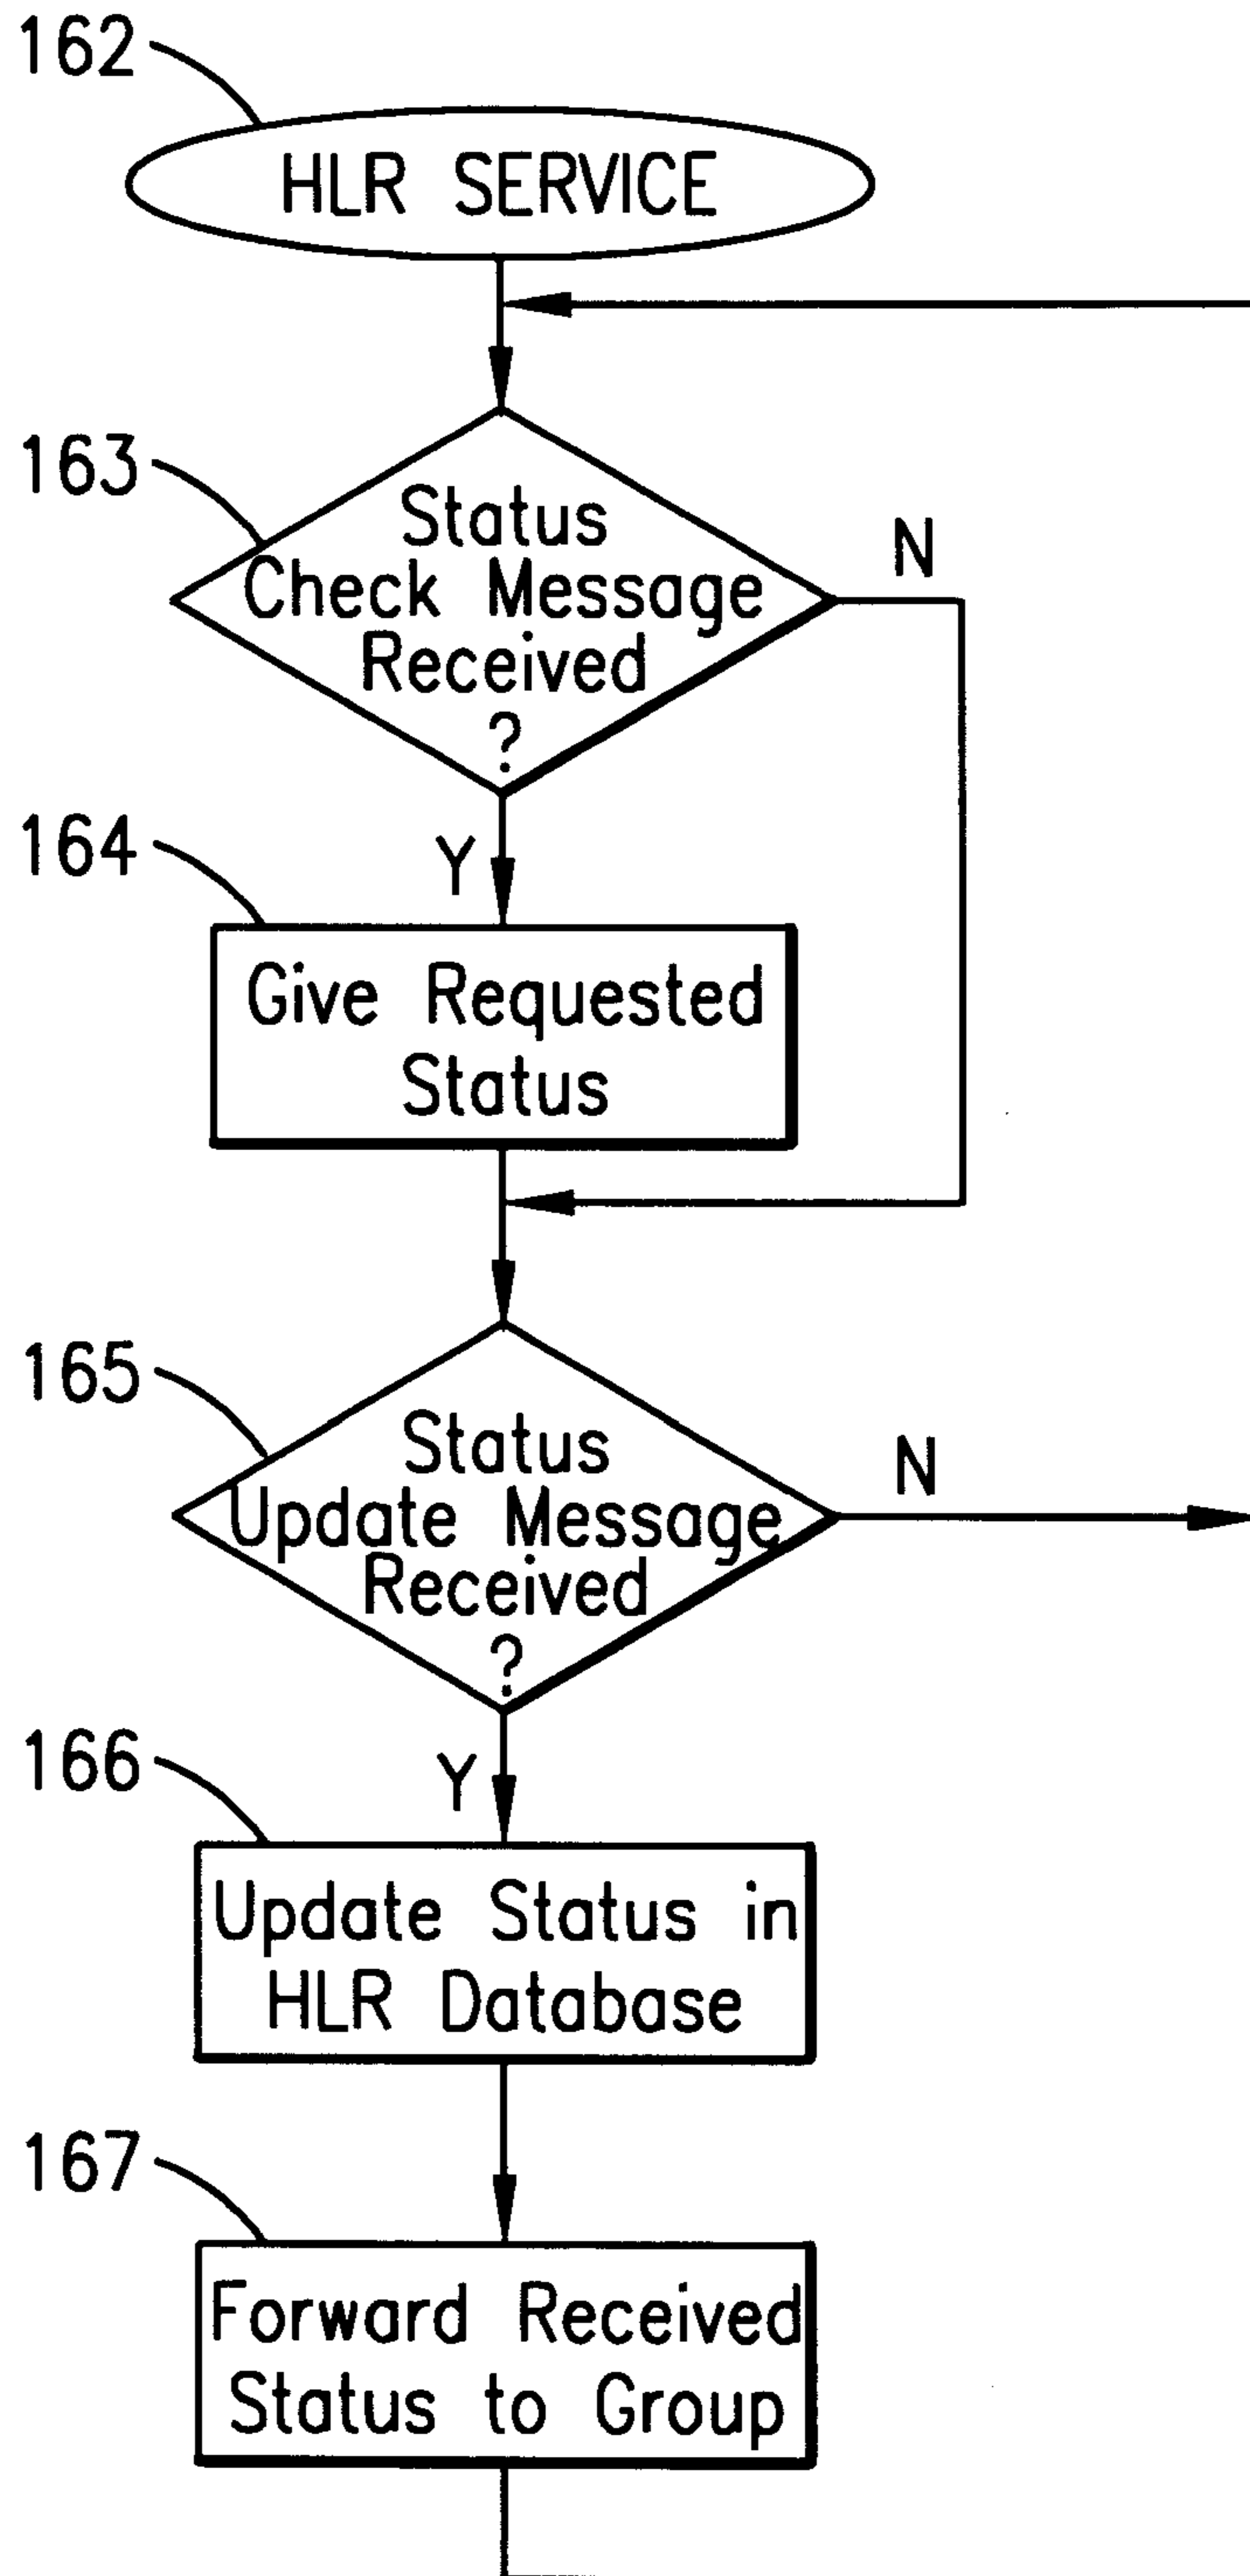 162
HLR SERVICE
163
Status
Check Message
Received
?
N
Y
164
Give Requested
Status
165
Status
Update Message
Received
?
N
Y
166
Update Status in
HLR Database
167
Forward Received
Status to Group